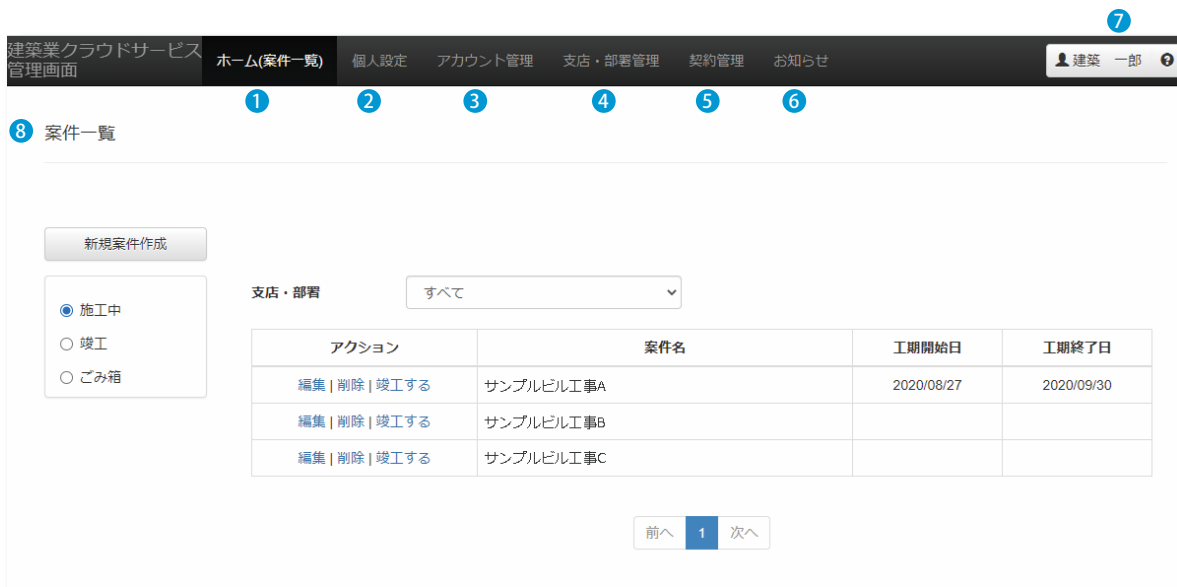 7
建築業クラウドサービス
管理画面
ホーム(案件一覧) 個人設定 アカウント管理 支店・部署管理 契約管理 お知らせ 建築 一郎 ?
1 2 3 4 5 6
8 案件一覧
新規案件作成
支店・部署 すべて
施工中
竣工
ごみ箱
アクション 案件名 工期開始日 工期終了日
編集 | 削除 | 竣工する サンプルビル工事A 2020/08/27 2020/09/30
編集 | 削除 | 竣工する サンプルビル工事B
編集 | 削除 | 竣工する サンプルビル工事C
前へ 1 次へ